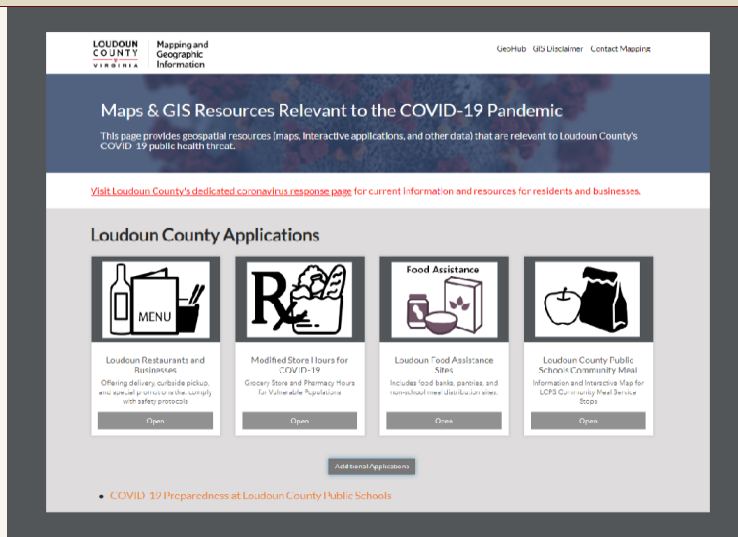 LOUDOUN
COUNTY
VIRGINIA
Mapping and
Geographic
Information
GeoHub GIS Disclaimer Contact Mapping
Maps & GIS Resources Relevant to the COVID-19 Pandemic
This page provides geospatial resources (maps, interactive applications, and other data) that are relevant to Loudoun County's
COVID-19 public health threat.
Visit Loudoun County's dedicated coronavirus response page for current information and resources for residents and businesses.
Loudoun County Applications
MENU
Loudoun Restaurants and
Businesses
Offering delivery, curbside pickup,
and special promotions that comply
with safety protocols
Open
Rx
Modified Store Hours for
COVID-19
Grocery Store and Pharmacy Hours
for Vulnerable Populations
Open
Food Assistance
Loudoun Food Assistance
Sites
Includes food banks, pantries, and
non-school meal distribution sites.
Open
Loudoun County Public
Schools Community Meal
Information and Interactive Map for
LCPS Community Meal Service
Stops
Open
Additional Applications
• COVID-19 Preparedness at Loudoun County Public Schools